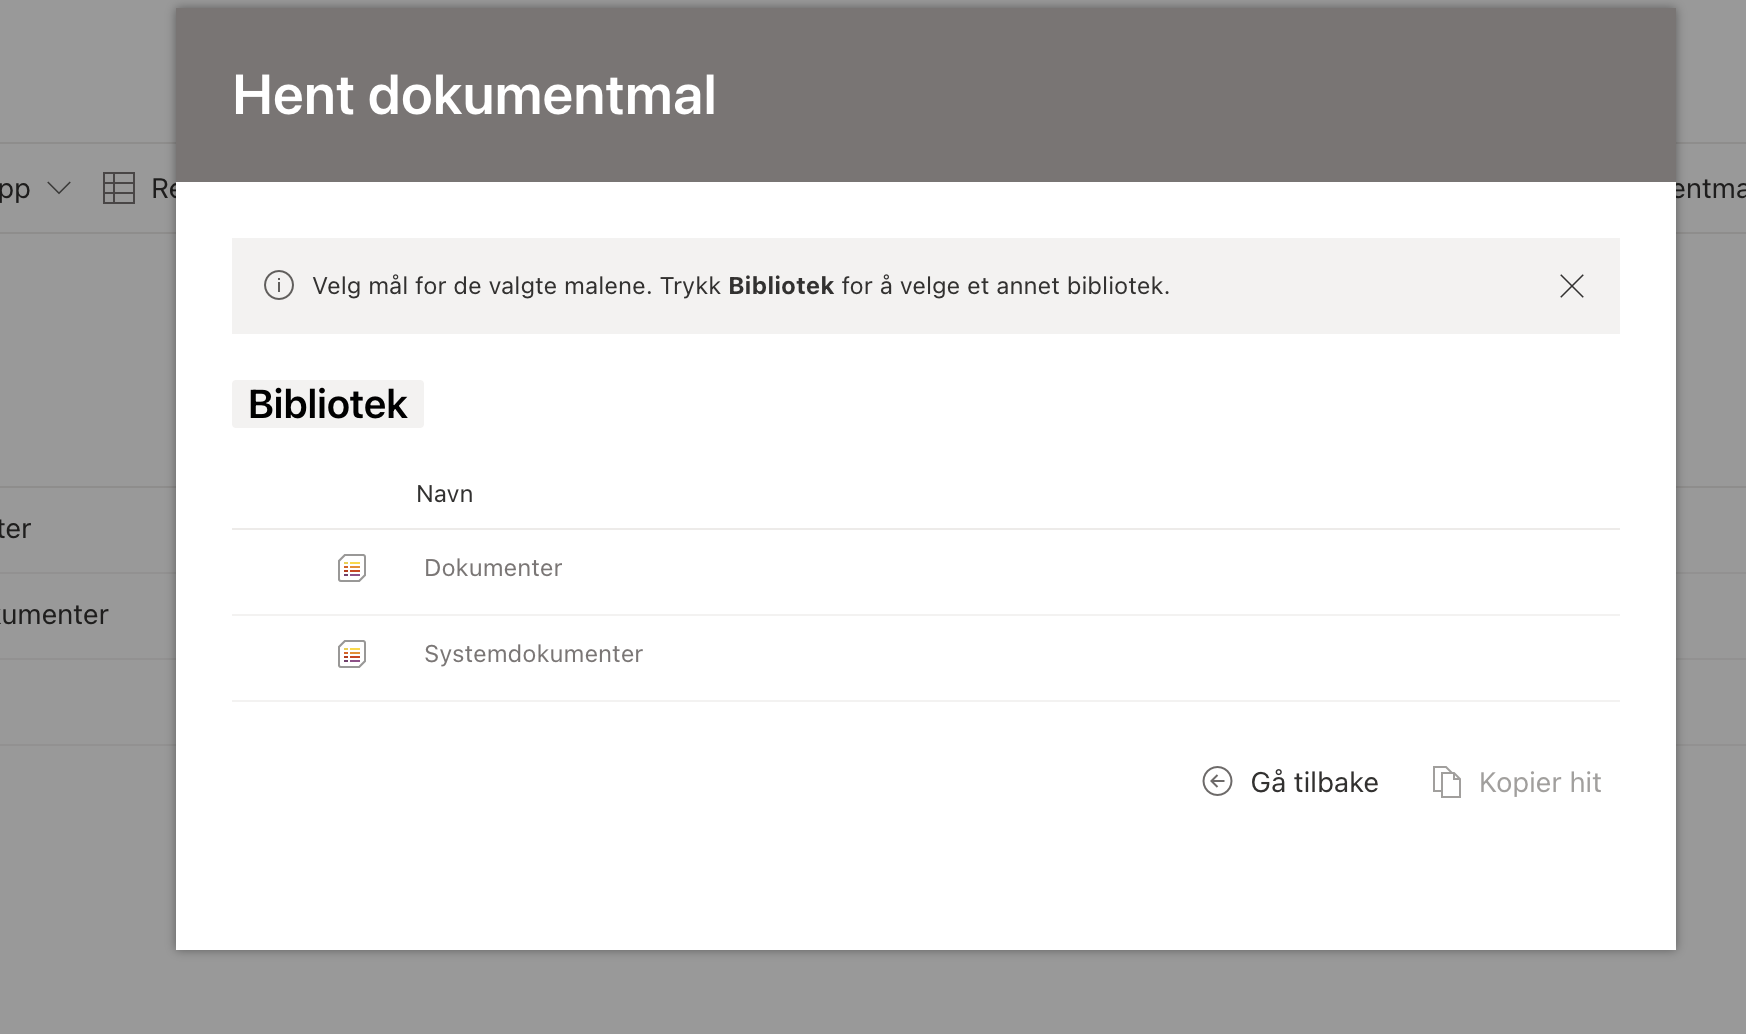 Hent dokumentmal
pp
Re
entma
Velg mål for de valgte malene. Trykk Bibliotek for å velge et annet bibliotek.
Bibliotek
Navn
ter
Dokumenter
kumenter
Systemdokumenter
Gå tilbake
Kopier hit